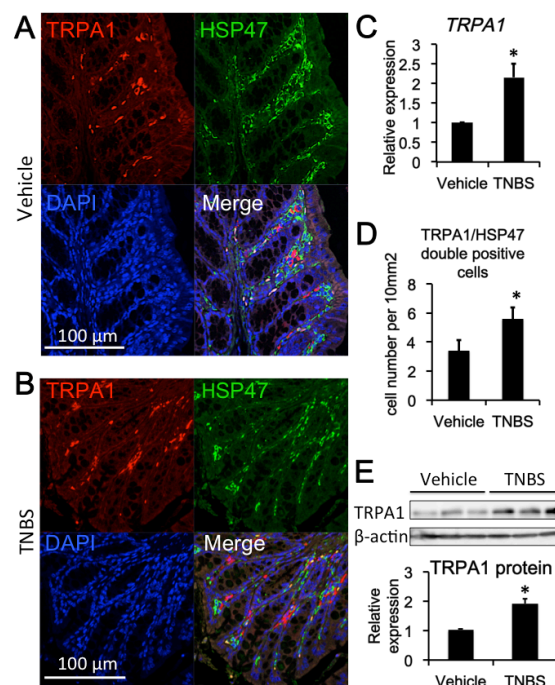 A
TRPA1
HSP47
DAPI
Merge
Vehicle
100 μm
B
TRPA1
HSP47
DAPI
Merge
TNBS
100 μm
C
TRPA1
Relative expression
3
2.5
2
1.5
1
0.5
0
*
Vehicle TNBS
D
TRPA1/HSP47
double positive
cells
cell number per 10mm2
8
6
4
2
0
*
Vehicle TNBS
E
Vehicle TNBS
TRPA1
β-actin
TRPA1 protein
Relative
expression
3
2
1
0
*
Vehicle TNBS